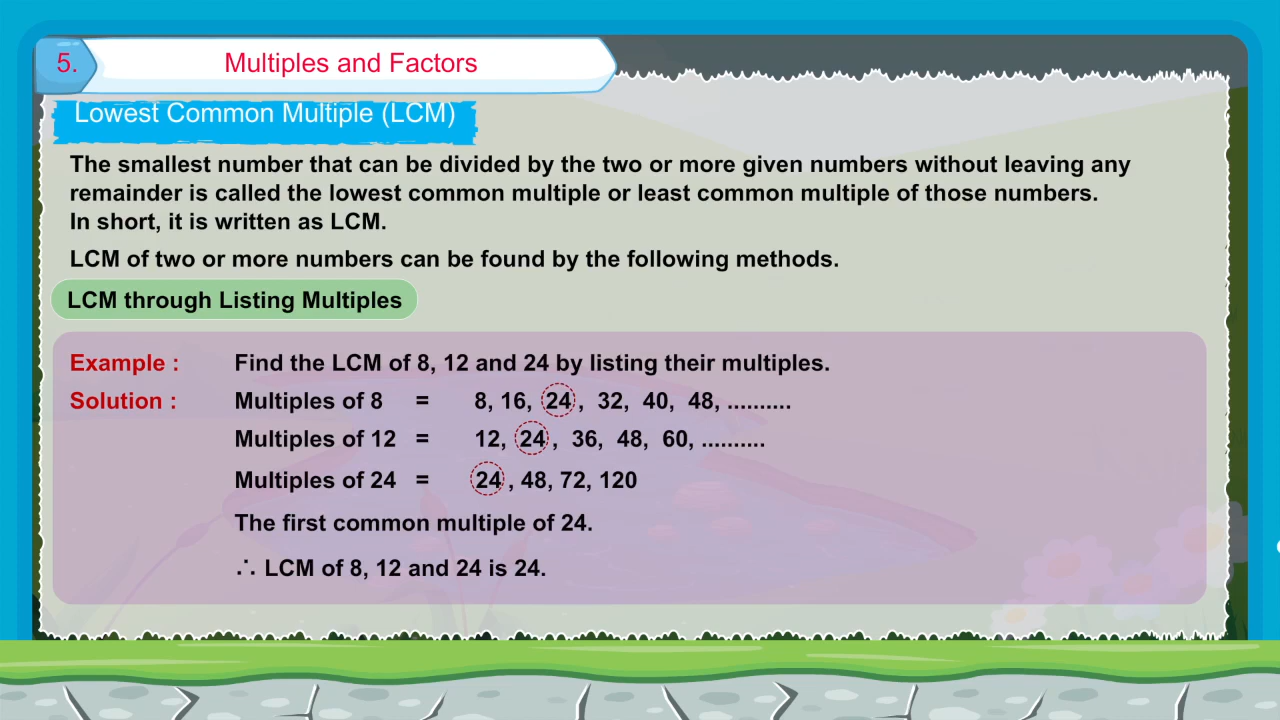 5. Multiples and Factors
Lowest Common Multiple (LCM)
The smallest number that can be divided by the two or more given numbers without leaving any
remainder is called the lowest common multiple or least common multiple of those numbers.
In short, it is written as LCM.
LCM of two or more numbers can be found by the following methods.
LCM through Listing Multiples
Example : Find the LCM of 8, 12 and 24 by listing their multiples.
Solution : Multiples of 8 = 8, 16, 24 , 32, 40, 48, ..........
Multiples of 12 = 12, 24 , 36, 48, 60, ..........
Multiples of 24 = 24 , 48, 72, 120
The first common multiple of 24.
∴ LCM of 8, 12 and 24 is 24.